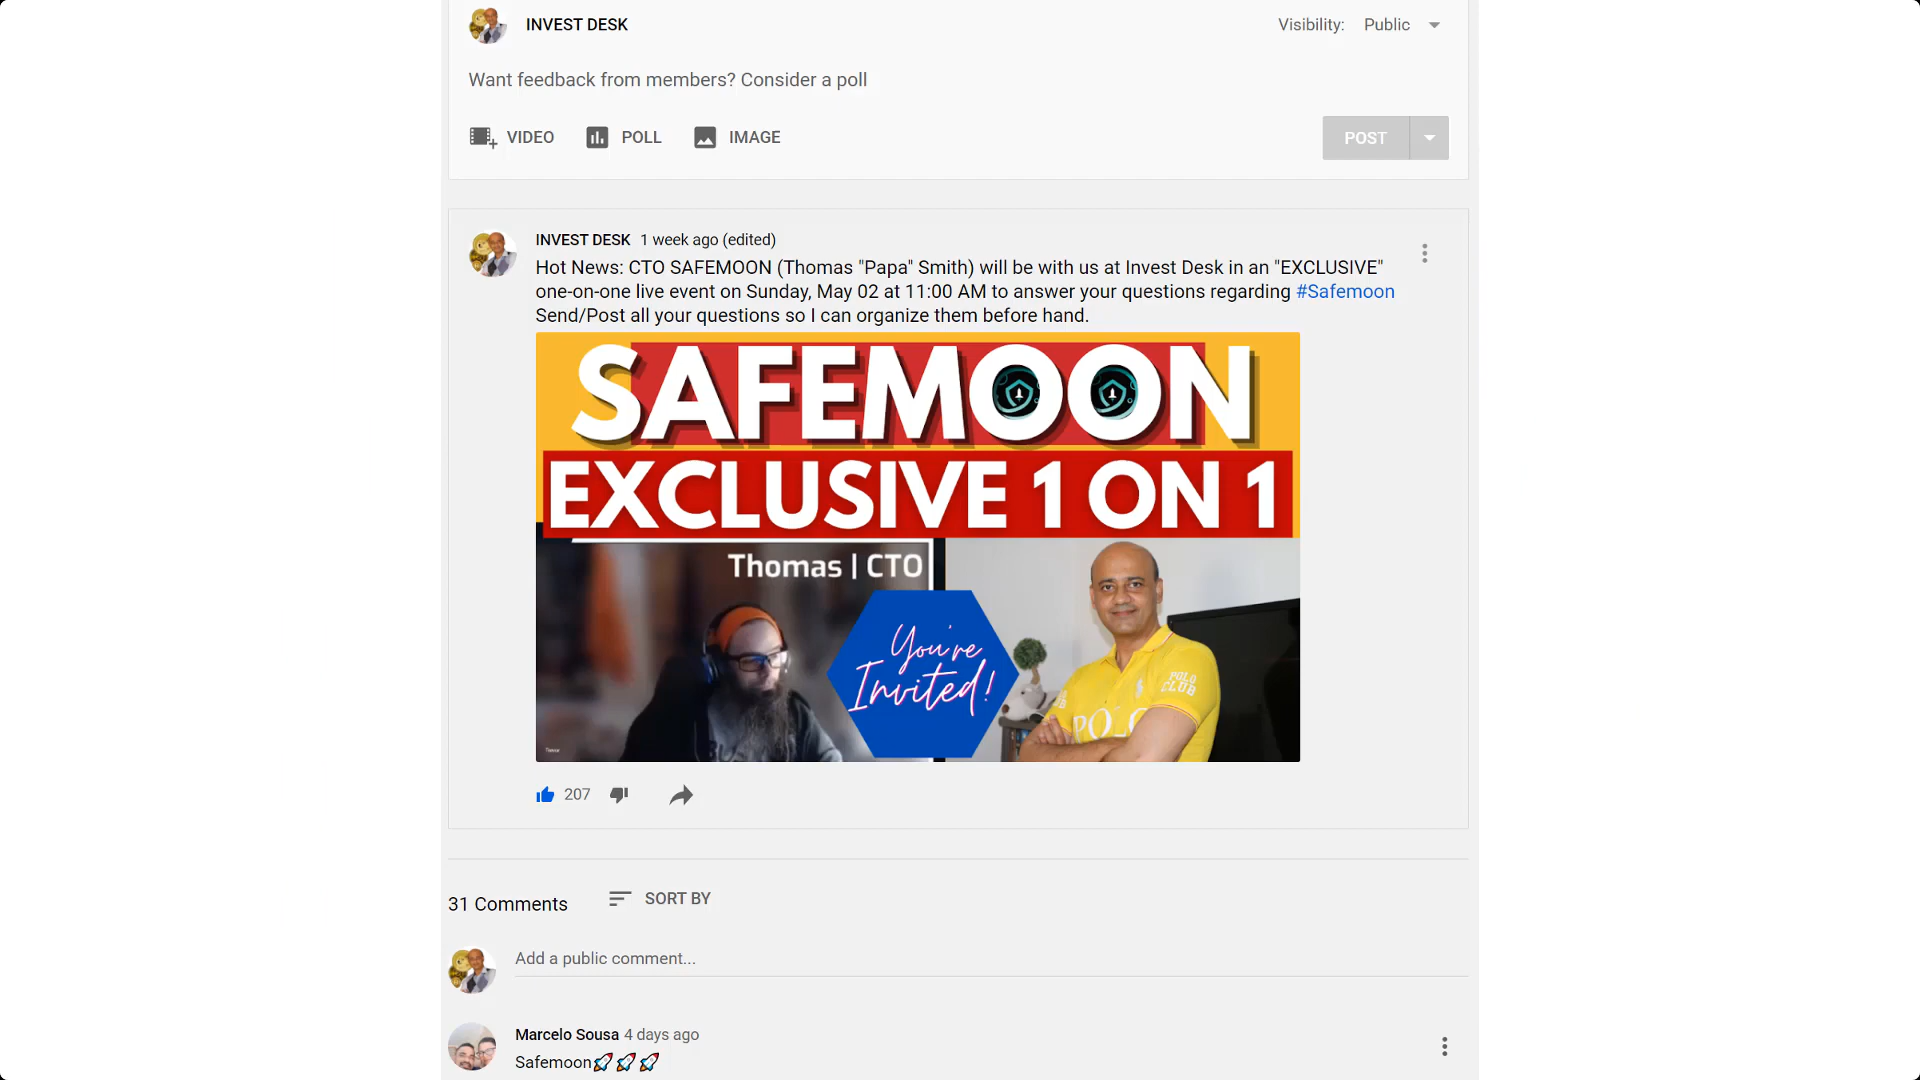 INVEST DESK
Visibility: Public
Want feedback from members? Consider a poll
VIDEO POLL IMAGE
POST
INVEST DESK 1 week ago (edited)
Hot News: CTO SAFEMOON (Thomas "Papa" Smith) will be with us at Invest Desk in an "EXCLUSIVE"
one-on-one live event on Sunday, May 02 at 11:00 AM to answer your questions regarding #Safemoon
Send/Post all your questions so I can organize them before hand.
SAFEMOON
EXCLUSIVE 1 ON 1
Thomas | CTO
You're
Invited!
POLO
CLUB
207
31 Comments
SORT BY
Add a public comment...
Marcelo Sousa 4 days ago
Safemoon🚀🚀🚀